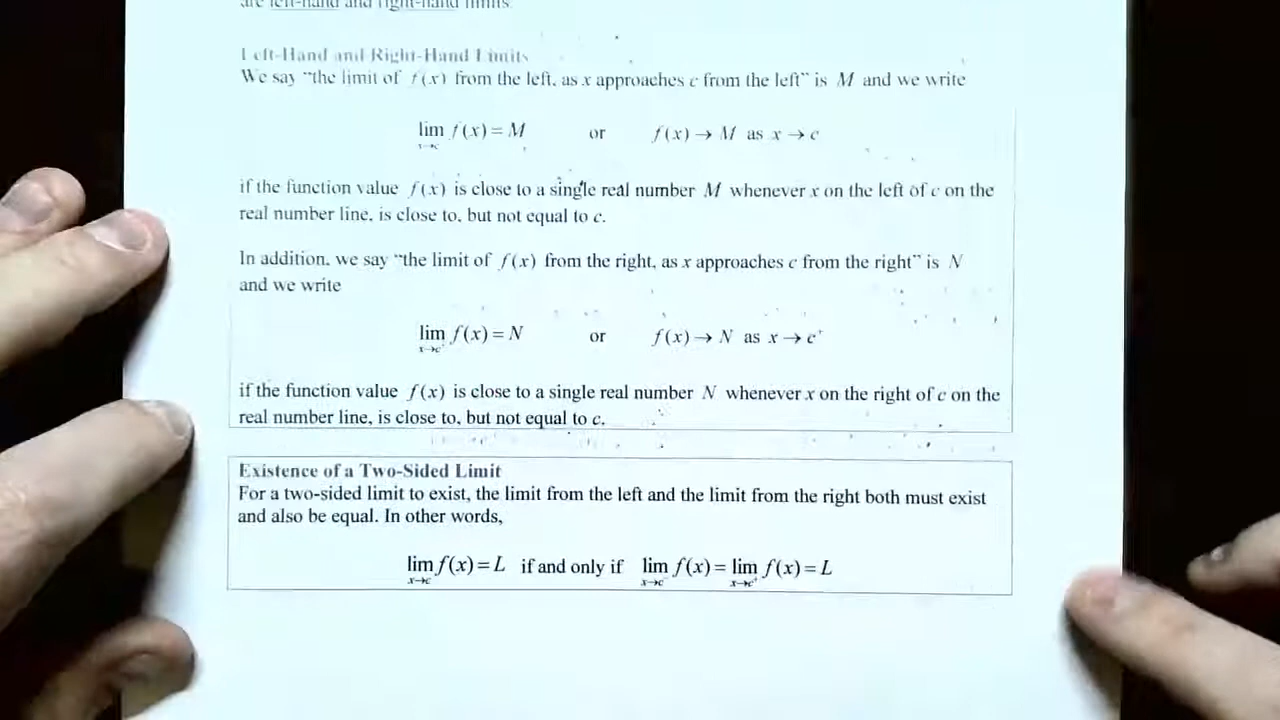 are left-hand and right-hand limits
Left-Hand and Right-Hand Limits
We say “the limit of f(x) from the left, as x approaches c from the left” is M and we write
lim f(x) = M or f(x) → M as x → c
x→c
if the function value f(x) is close to a single real number M whenever x on the left of c on the
real number line, is close to, but not equal to c.
In addition, we say “the limit of f(x) from the right, as x approaches c from the right” is N
and we write
lim f(x) = N or f(x) → N as x → c⁺
x→c⁺
if the function value f(x) is close to a single real number N whenever x on the right of c on the
real number line, is close to, but not equal to c.
Existence of a Two-Sided Limit
For a two-sided limit to exist, the limit from the left and the limit from the right both must exist
and also be equal. In other words,
lim f(x) = L if and only if lim f(x) = lim f(x) = L
x→c x→c⁻ x→c⁺